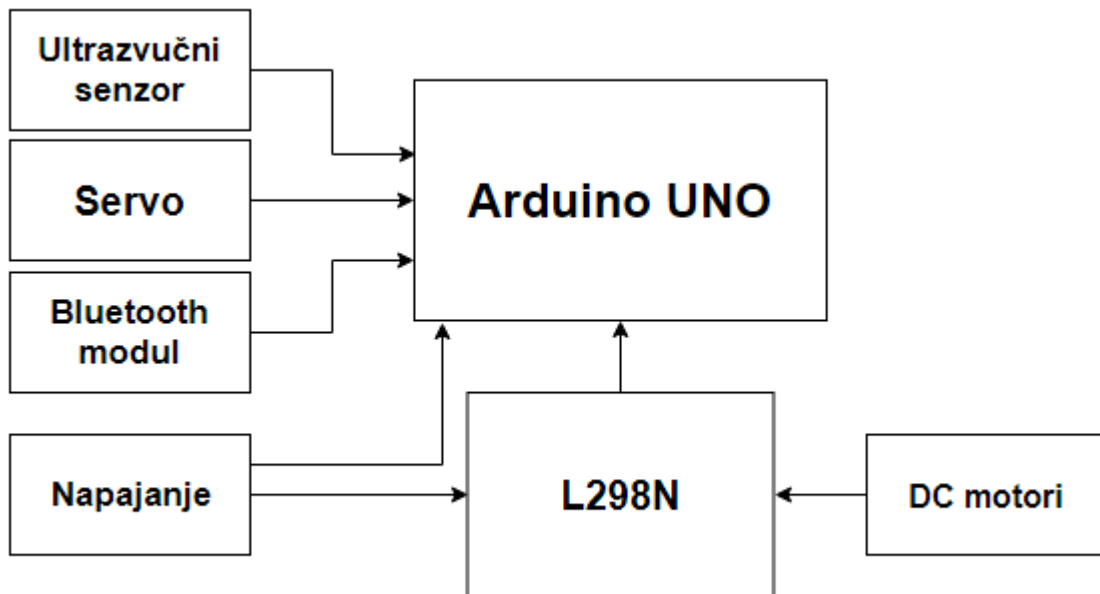 Ultrazvučni
senzor
Servo
Arduino UNO
Bluetooth
modul
Napajanje
L298N
DC motori